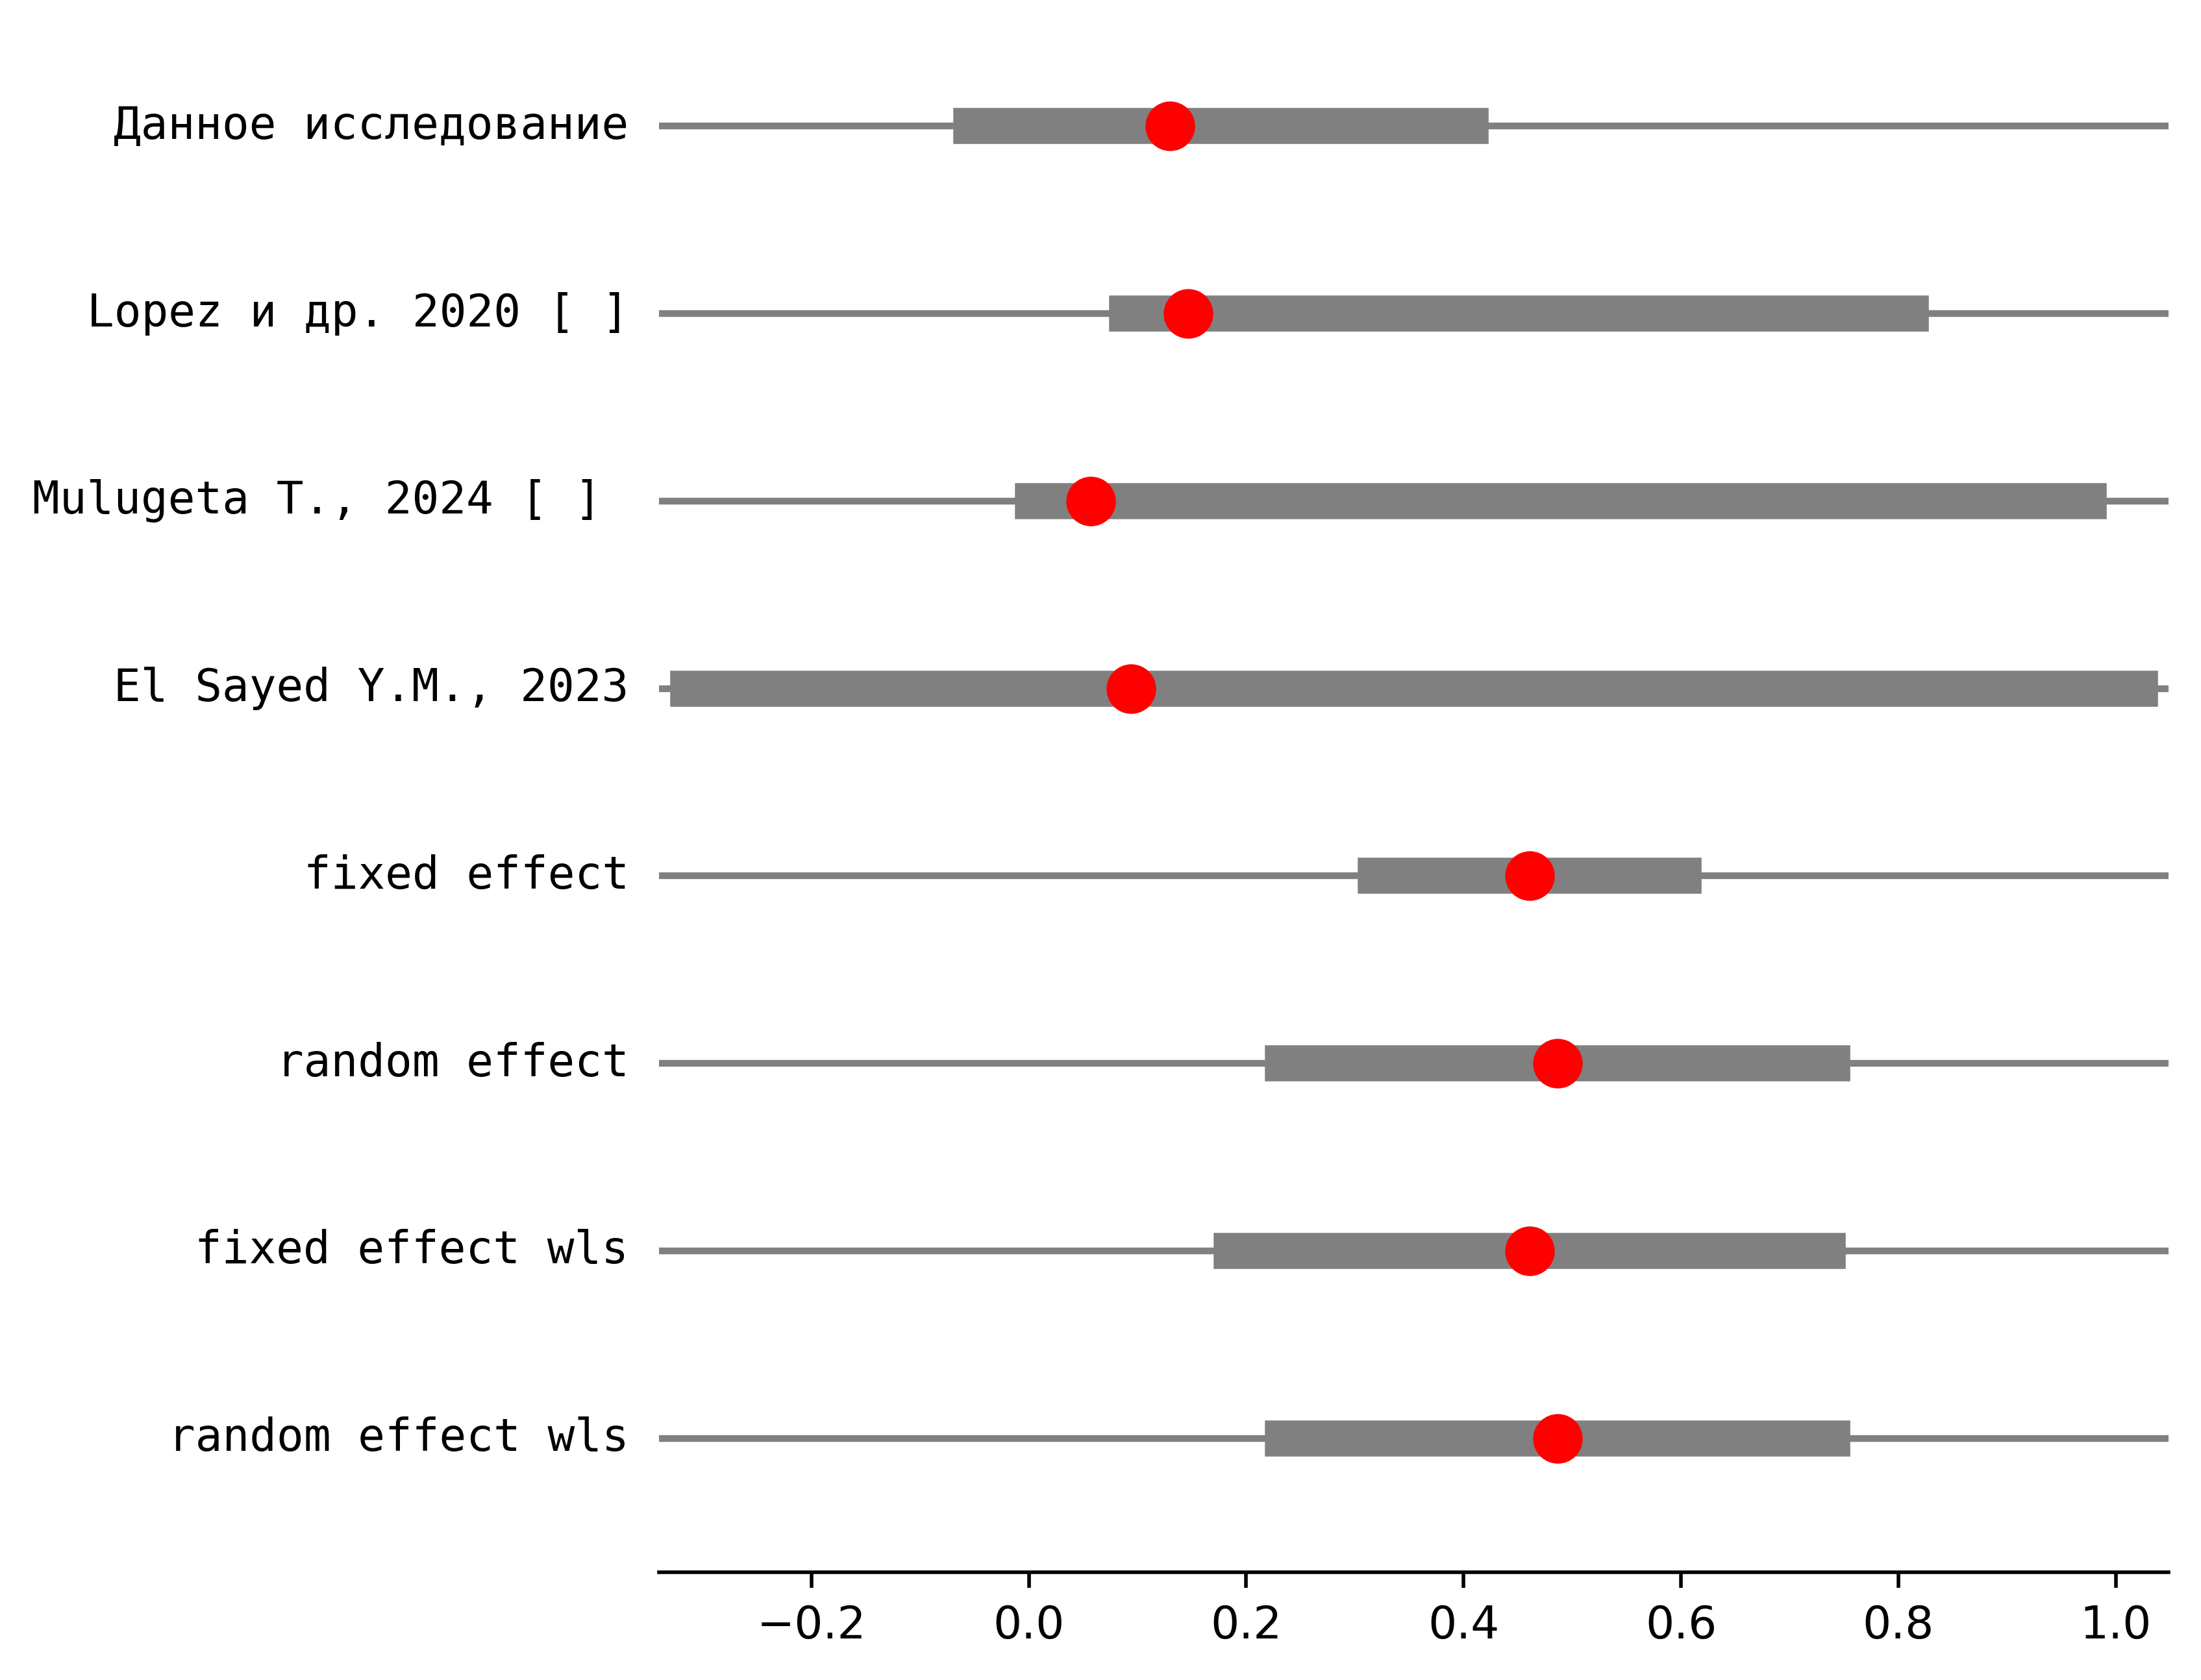 Данное исследование
Lopez и др. 2020 [ ]
Mulugeta T., 2024 [ ]
El Sayed Y.M., 2023
fixed effect
random effect
fixed effect wls
random effect wls
−0.2 0.0 0.2 0.4 0.6 0.8 1.0